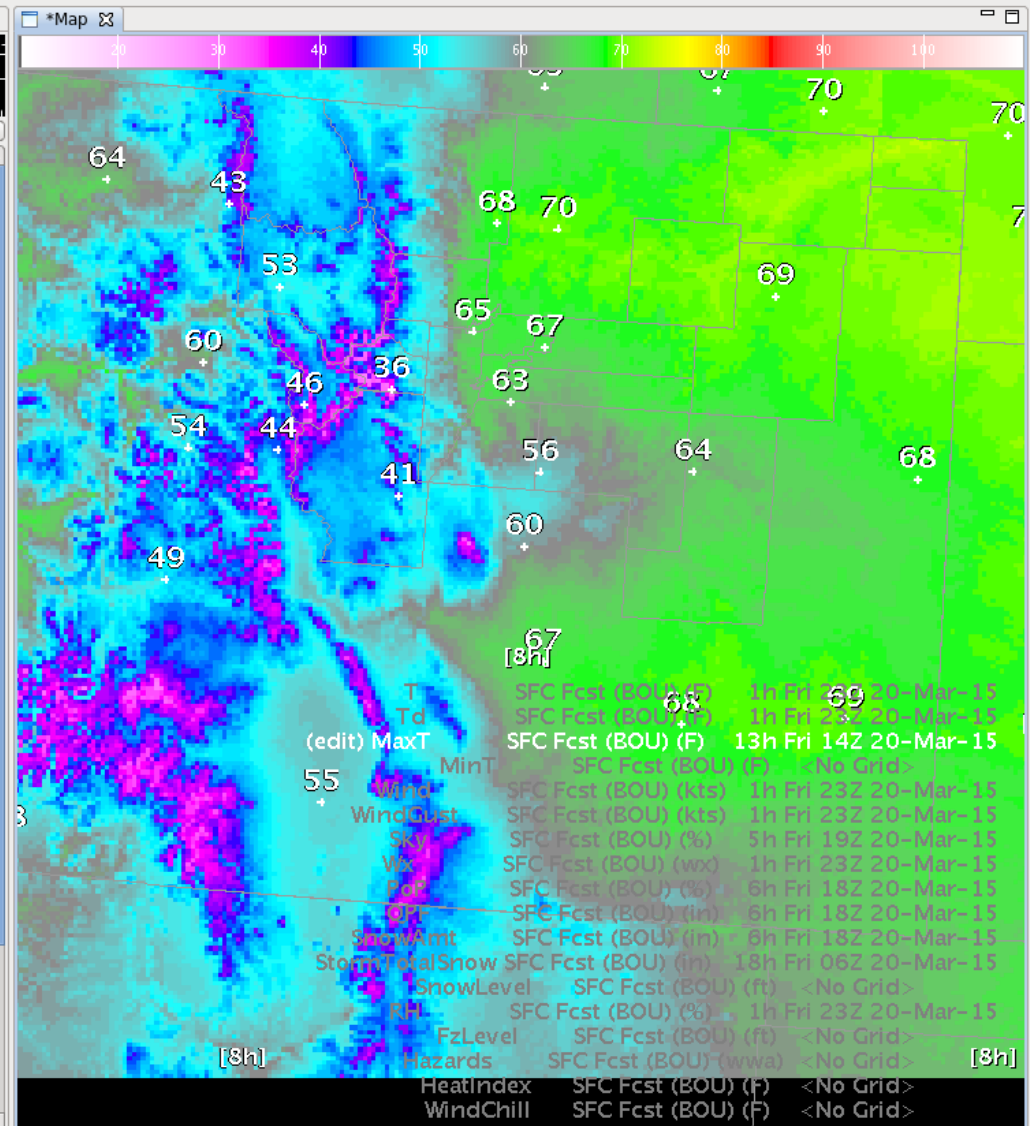 *Map
20 30 40 50 60 70 80 90 100
70
70
64
43
68
70
53
69
65
67
60
36
46
63
54
44
56
64
68
41
60
49
67
[8h]
T SFC Fcst (BOU) (F) 1h Fri 23Z 20-Mar-15
68
69
Td SFC Fcst (BOU) (F) 1h Fri 23Z 20-Mar-15
(edit) MaxT SFC Fcst (BOU) (F) 13h Fri 14Z 20-Mar-15
MinT SFC Fcst (BOU) (F) <No Grid>
55
Wind SFC Fcst (BOU) (kts) 1h Fri 23Z 20-Mar-15
WindGust SFC Fcst (BOU) (kts) 1h Fri 23Z 20-Mar-15
Sky SFC Fcst (BOU) (%) 5h Fri 19Z 20-Mar-15
Wx SFC Fcst (BOU) (wx) 1h Fri 23Z 20-Mar-15
PoP SFC Fcst (BOU) (%) 6h Fri 18Z 20-Mar-15
QPF SFC Fcst (BOU) (in) 6h Fri 18Z 20-Mar-15
SnowAmt SFC Fcst (BOU) (in) 6h Fri 18Z 20-Mar-15
StormTotalSnow SFC Fcst (BOU) (in) 18h Fri 06Z 20-Mar-15
SnowLevel SFC Fcst (BOU) (ft) <No Grid>
RH SFC Fcst (BOU) (%) 1h Fri 23Z 20-Mar-15
FzLevel SFC Fcst (BOU) (ft) <No Grid>
[8h] [8h]
Hazards SFC Fcst (BOU) (wwa) <No Grid>
HeatIndex SFC Fcst (BOU) (F) <No Grid>
WindChill SFC Fcst (BOU) (F) <No Grid>